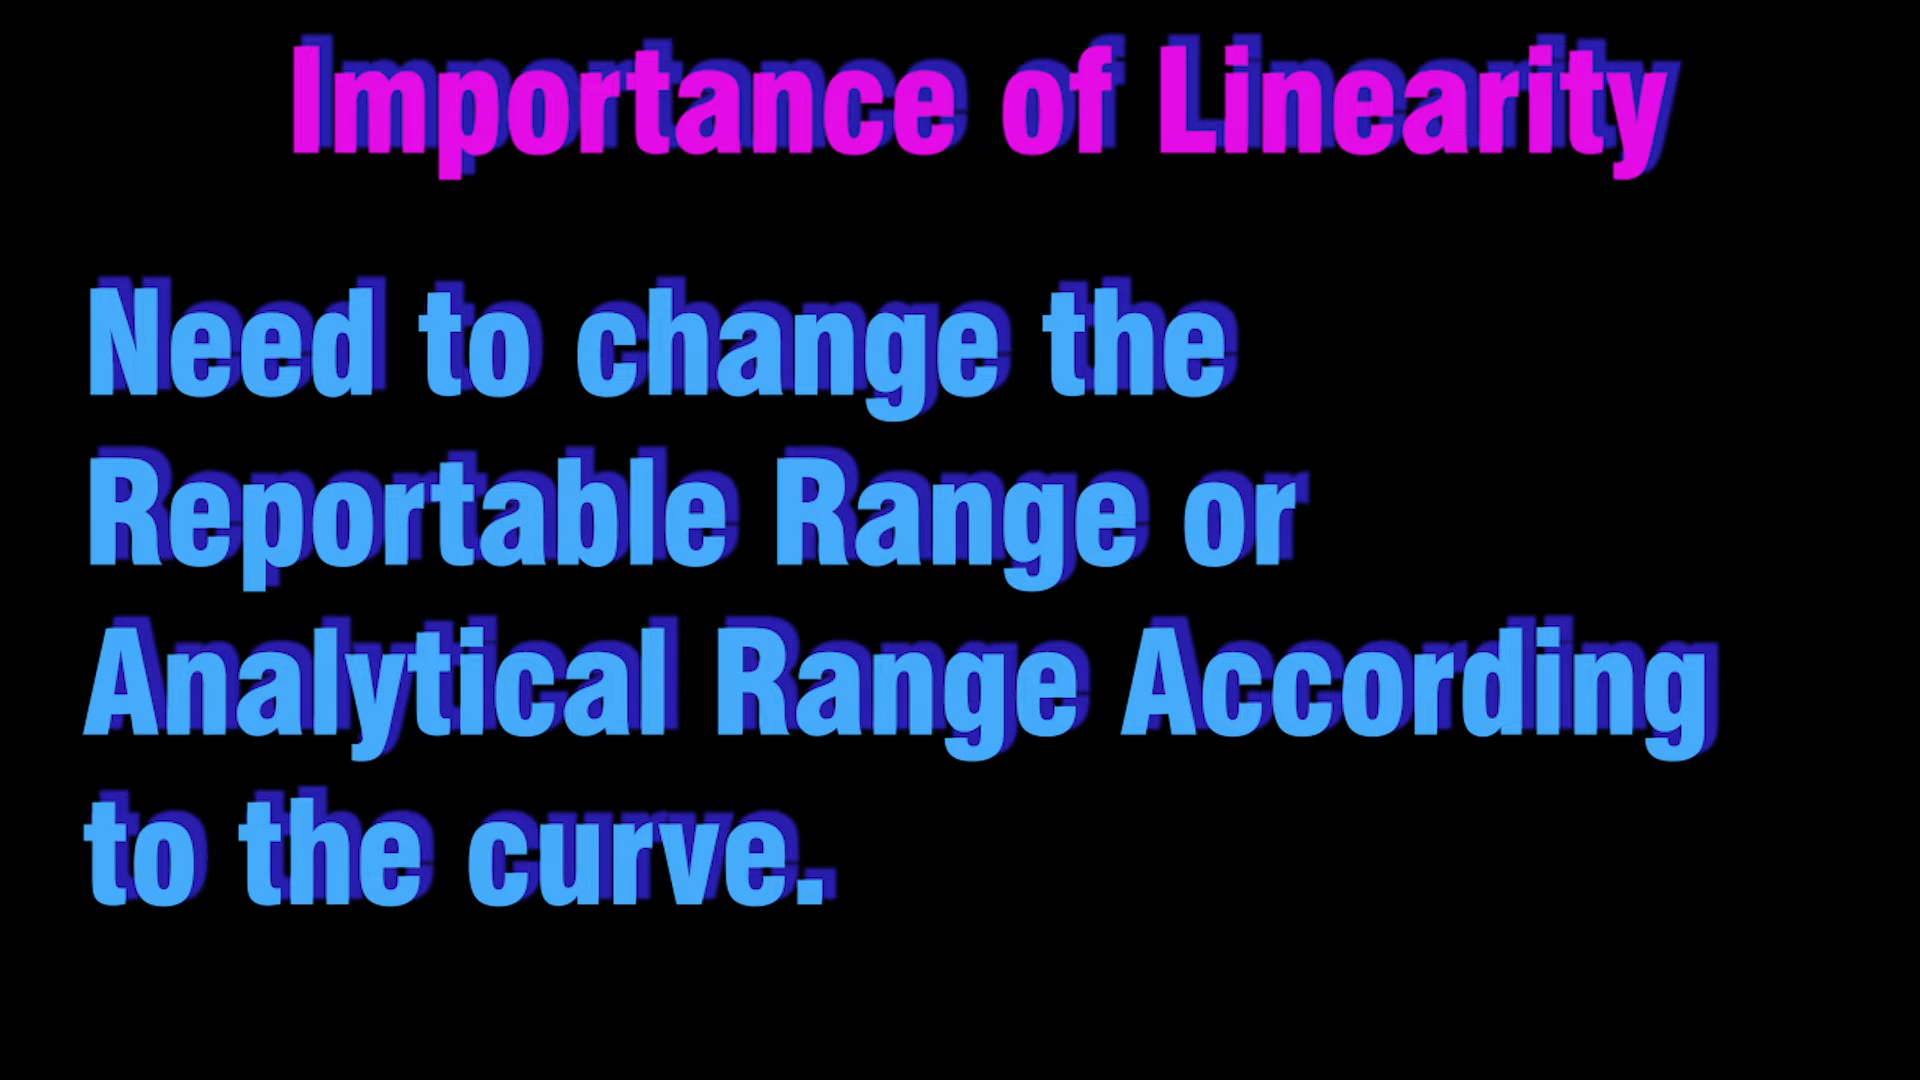 Importance of Linearity
Need to change the
Reportable Range or
Analytical Range According
to the curve.